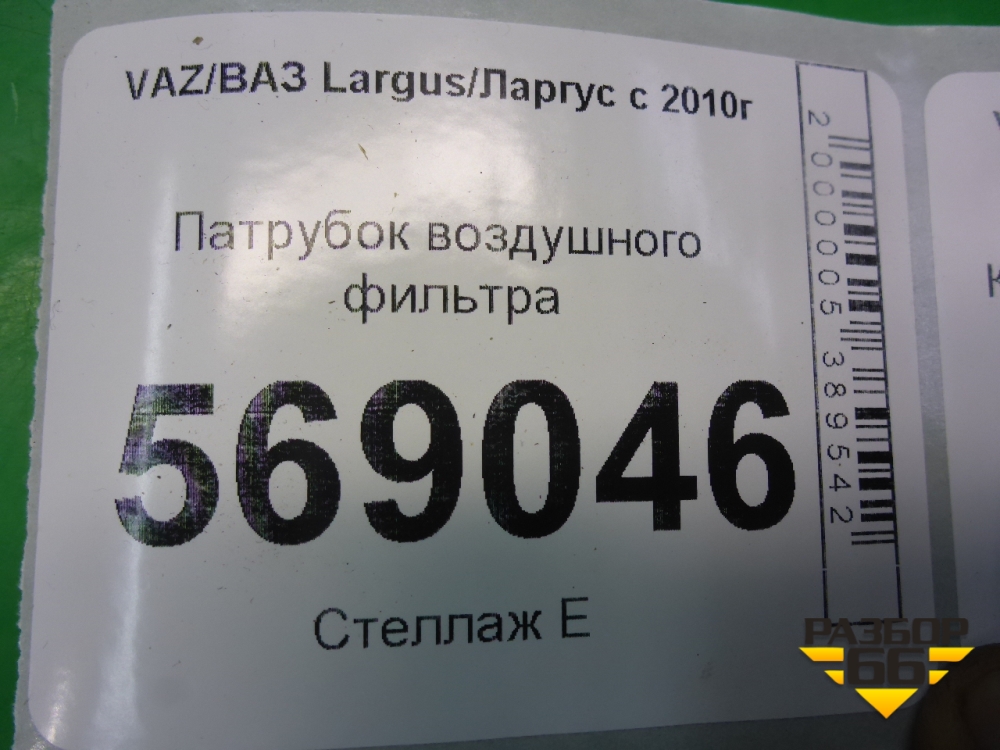 VAZ/ВАЗ Largus/Ларгус с 2010г
Патрубок воздушного
фильтра
569046
Стеллаж Е
2000005389542
РАЗБОР
66